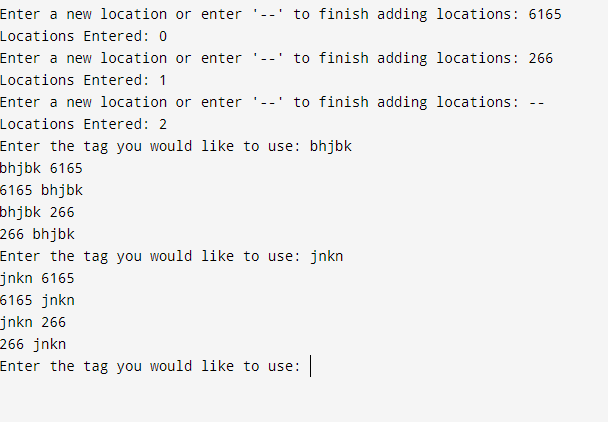 Enter a new location or enter '--' to finish adding locations: 6165
Locations Entered: 0
Enter a new location or enter '--' to finish adding locations: 266
Locations Entered: 1
Enter a new location or enter '--' to finish adding locations: --
Locations Entered: 2
Enter the tag you would like to use: bhjbk
bhjbk 6165
6165 bhjbk
bhjbk 266
266 bhjbk
Enter the tag you would like to use: jnkn
jnkn 6165
6165 jnkn
jnkn 266
266 jnkn
Enter the tag you would like to use: